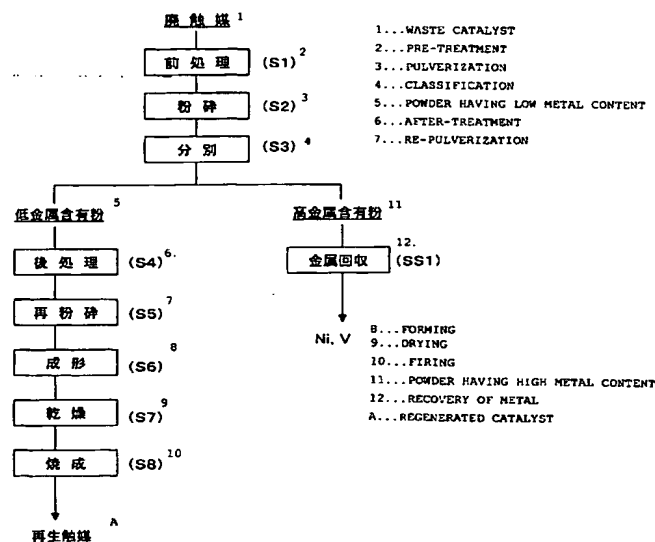 廃触媒 1
前処理 (S1) 2
粉砕 (S2) 3
分別 (S3) 4
1...WASTE CATALYST
2...PRE-TREATMENT
3...PULVERIZATION
4...CLASSIFICATION
5...POWDER HAVING LOW METAL CONTENT
6...AFTER-TREATMENT
7...RE-PULVERIZATION
低金属含有粉 5
後処理 (S4) 6.
再粉砕 (S5) 7
成形 (S6) 8
乾燥 (S7) 9
焼成 (S8) 10
再生触媒 A
高金属含有粉 11
12.
金属回収 (SS1)
Ni, V
8...FORMING
9...DRYING
10...FIRING
11...POWDER HAVING HIGH METAL CONTENT
12...RECOVERY OF METAL
A...REGENERATED CATALYST